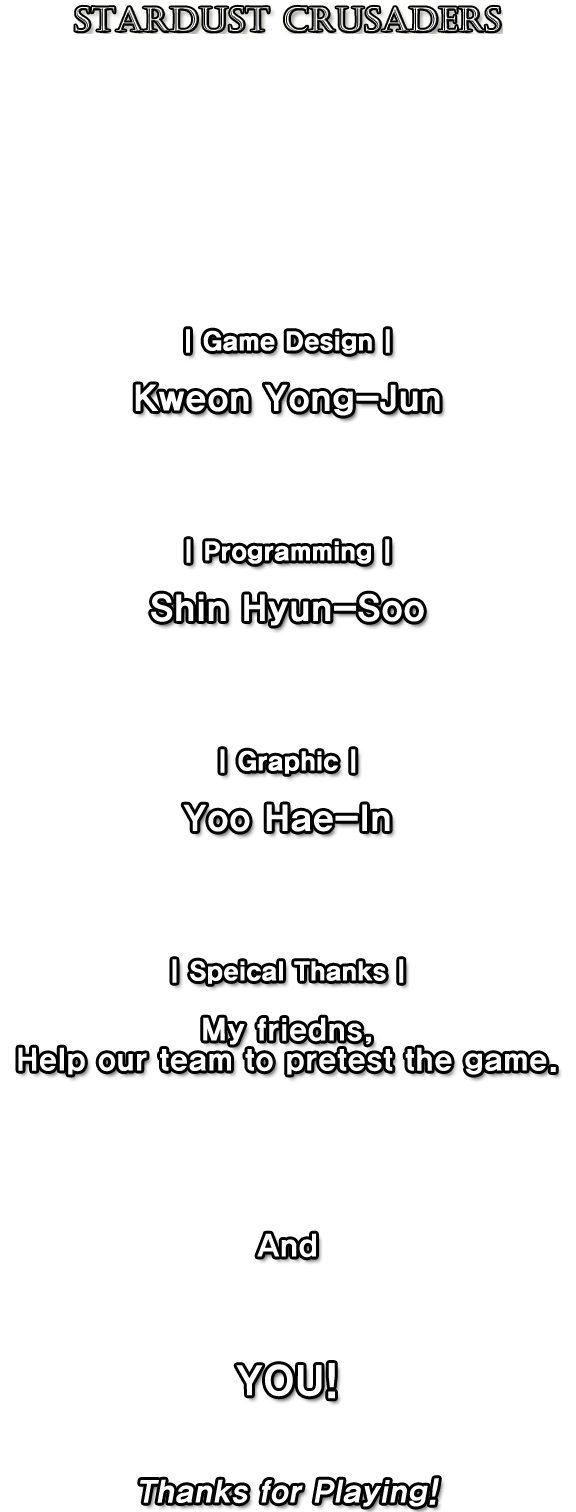 STARDUST CRUSADERS
| Game Design |
Kweon Yong-Jun
| Programming |
Shin Hyun-Soo
| Graphic |
Yoo Hae-In
| Speical Thanks |
My friedns,
Help our team to pretest the game.
And
YOU!
Thanks for Playing!